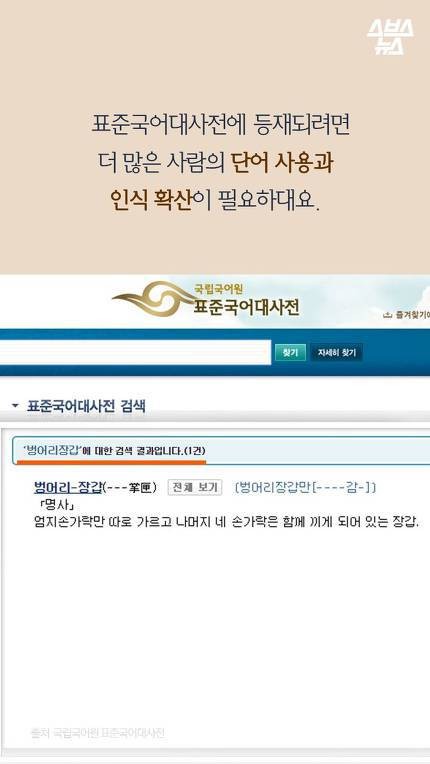 스브스
뉴스
표준국어대사전에 등재되려면
더 많은 사람의 단어 사용과
인식 확산이 필요하대요.
국립국어원
표준국어대사전
즐겨찾기에
찾기 자세히 찾기
표준국어대사전 검색
‘벙어리장갑’에 대한 검색 결과입니다.(1건)
벙어리-장갑(---掌匣) 전체 보기 〔벙어리장갑만[----감-]〕
「명사」
엄지손가락만 따로 가르고 나머지 네 손가락은 함께 끼게 되어 있는 장갑.
출처 국립국어원 표준국어대사전